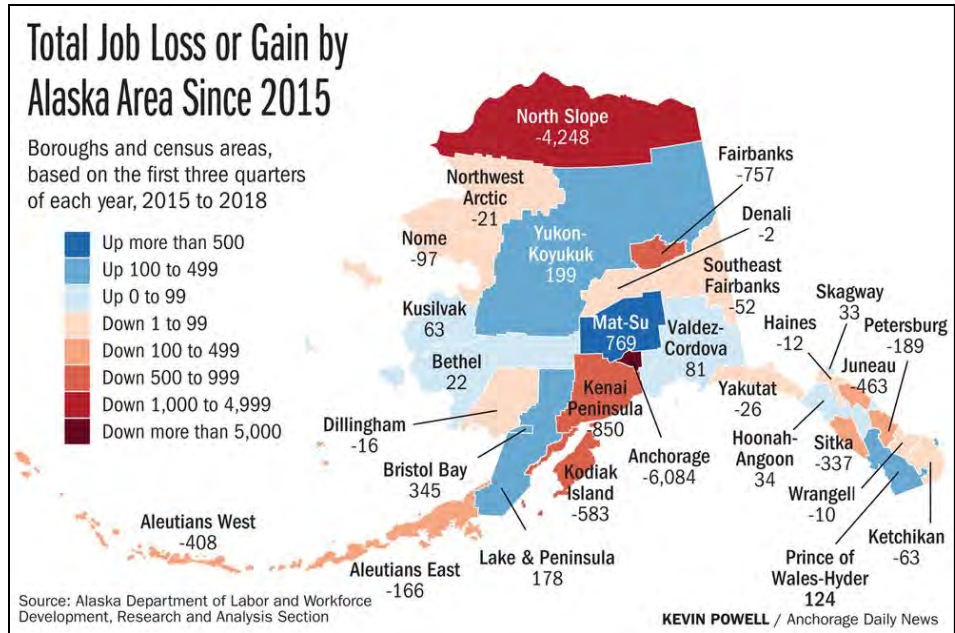 Total Job Loss or Gain by
Alaska Area Since 2015
Boroughs and census areas,
based on the first three quarters
of each year, 2015 to 2018
Up more than 500
Up 100 to 499
Up 0 to 99
Down 1 to 99
Down 100 to 499
Down 500 to 999
Down 1,000 to 4,999
Down more than 5,000
North Slope
-4,248
Northwest
Arctic
-21
Nome
-97
Yukon-
Koyukuk
199
Fairbanks
-757
Denali
-2
Southeast
Fairbanks
-52
Kusilvak
63
Bethel
22
Mat-Su
769
Valdez-
Cordova
81
Dillingham
-16
Bristol Bay
345
Kenai
Peninsula
-850
Kodiak
Island
-583
Anchorage
-6,084
Lake & Peninsula
178
Aleutians West
-408
Aleutians East
-166
Skagway
33
Haines
-12
Petersburg
-189
Juneau
-463
Yakutat
-26
Hoonah-
Angoon
34
Sitka
-337
Wrangell
-10
Prince of
Wales-Hyder
124
Ketchikan
-63
Source: Alaska Department of Labor and Workforce
Development, Research and Analysis Section
KEVIN POWELL / Anchorage Daily News